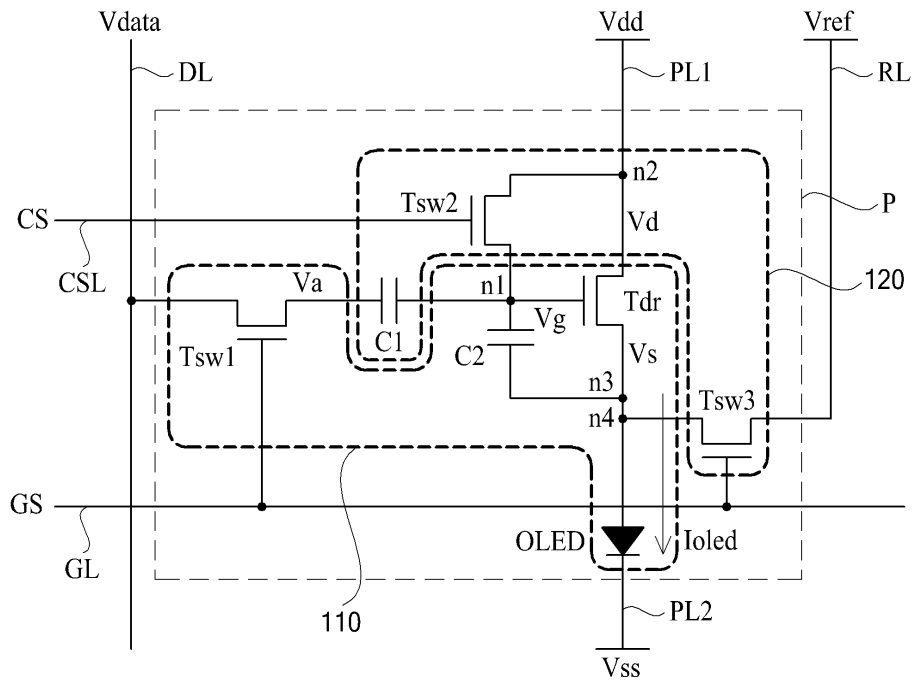 Vdata
Vdd
Vref
DL
PL1
RL
n2
P
Tsw2
CS
Vd
CSL
Va
n1
120
Tdr
Vg
C1
C2
Tsw1
Vs
n3
Tsw3
n4
GS
OLED
Ioled
GL
110
PL2
Vss